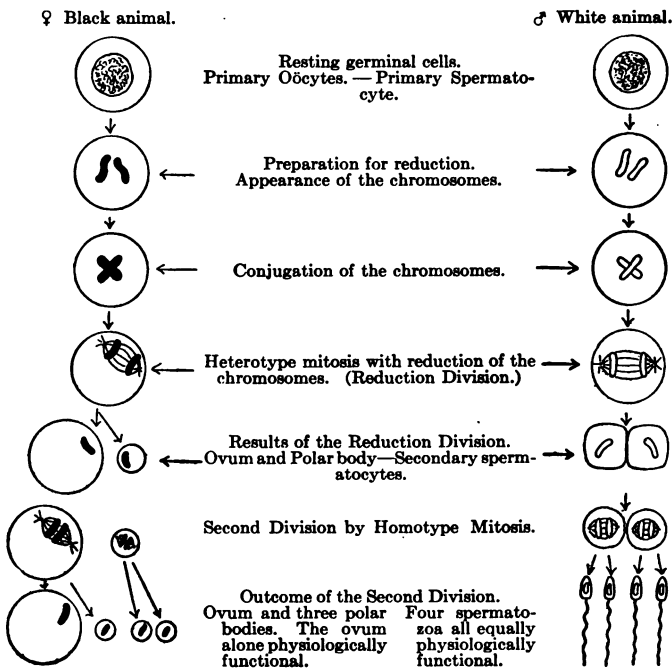 ♀ Black animal.
♂ White animal.
Resting germinal cells.
Primary Oöcytes. — Primary Spermato-
cyte.
Preparation for reduction.
Appearance of the chromosomes.
Conjugation of the chromosomes.
Heterotype mitosis with reduction of the
chromosomes. (Reduction Division.)
Results of the Reduction Division.
Ovum and Polar body—Secondary sperm-
atocytes.
Second Division by Homotype Mitosis.
Outcome of the Second Division.
Ovum and three polar
bodies. The ovum
alone physiologically
functional.
Four spermato-
zoa all equally
physiologically
functional.